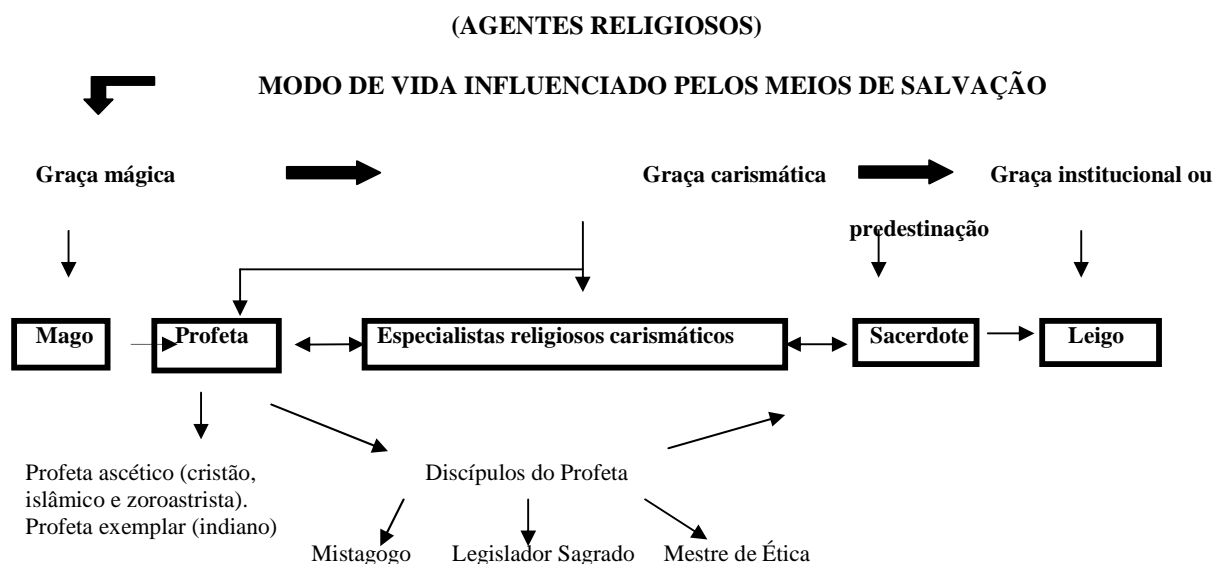 (AGENTES RELIGIOSOS)
MODO DE VIDA INFLUENCIADO PELOS MEIOS DE SALVAÇÃO
Graça mágica Graça carismática Graça institucional ou
predestinação
Mago Profeta Especialistas religiosos carismáticos Sacerdote Leigo
Profeta ascético (cristão,
islâmico e zoroastrista).
Profeta exemplar (indiano)
Discípulos do Profeta
Mistagogo Legislador Sagrado Mestre de Ética